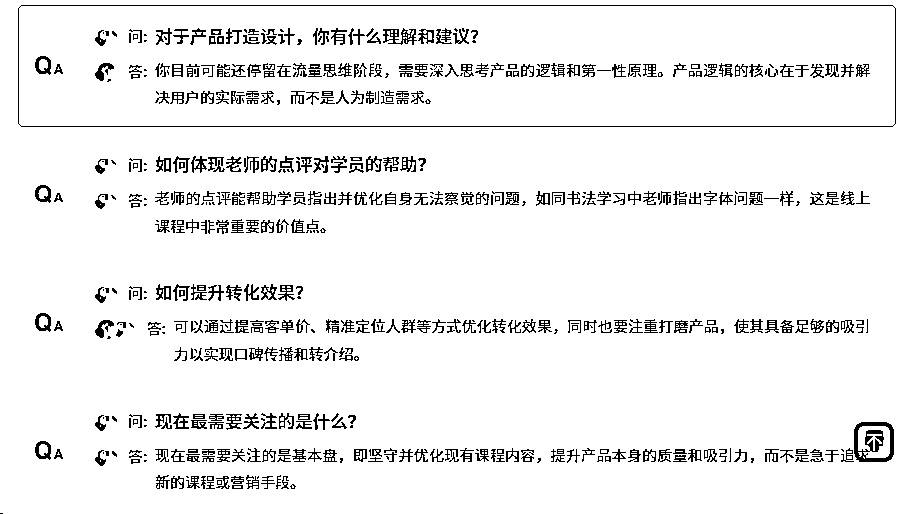 QA
问: 对于产品打造设计，你有什么理解和建议？
答: 你目前可能还停留在流量思维阶段，需要深入思考产品的逻辑和第一性原理。产品逻辑的核心在于发现并解
决用户的实际需求，而不是人为制造需求。
QA
问: 如何体现老师的点评对学员的帮助？
答: 老师的点评能帮助学员指出并优化自身无法察觉的问题，如同书法学习中老师指出字体问题一样，这是线上
课程中非常重要的价值点。
QA
问: 如何提升转化效果？
答: 可以通过提高客单价、精准定位人群等方式优化转化效果，同时也要注重打磨产品，使其具备足够的吸引
力以实现口碑传播和转介绍。
QA
问: 现在最需要关注的是什么？
答: 现在最需要关注的是基本盘，即坚守并优化现有课程内容，提升产品本身的质量和吸引力，而不是急于追求
新的课程或营销手段。